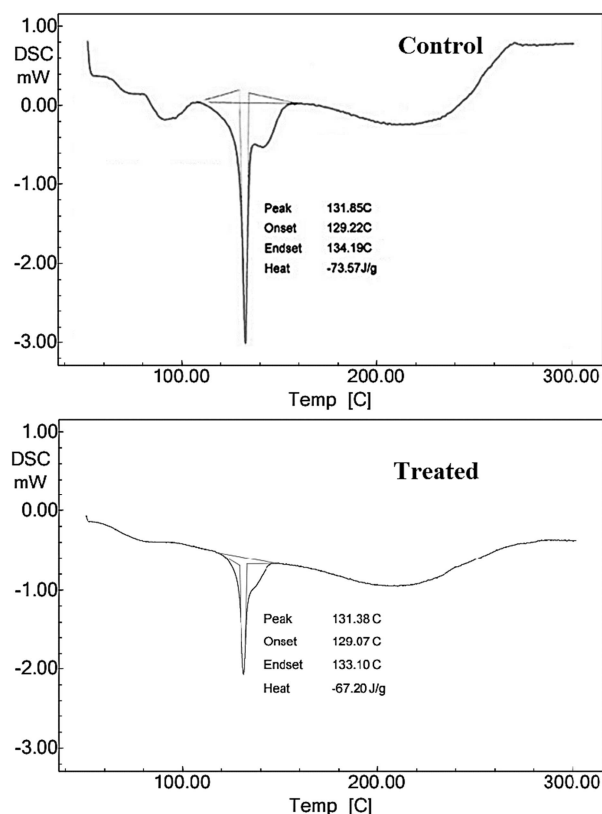 1.00
Control
DSC
mW
0.00
-1.00
Peak 131.85C
Onset 129.22C
Endset 134.19C
Heat -73.57J/g
-2.00
-3.00
100.00 200.00 300.00
Temp [C]
1.00
DSC
mW
Treated
0.00
-1.00
Peak 131.38 C
Onset 129.07 C
Endset 133.10 C
Heat -67.20 J/g
-2.00
-3.00
100.00 200.00 300.00
Temp [C]